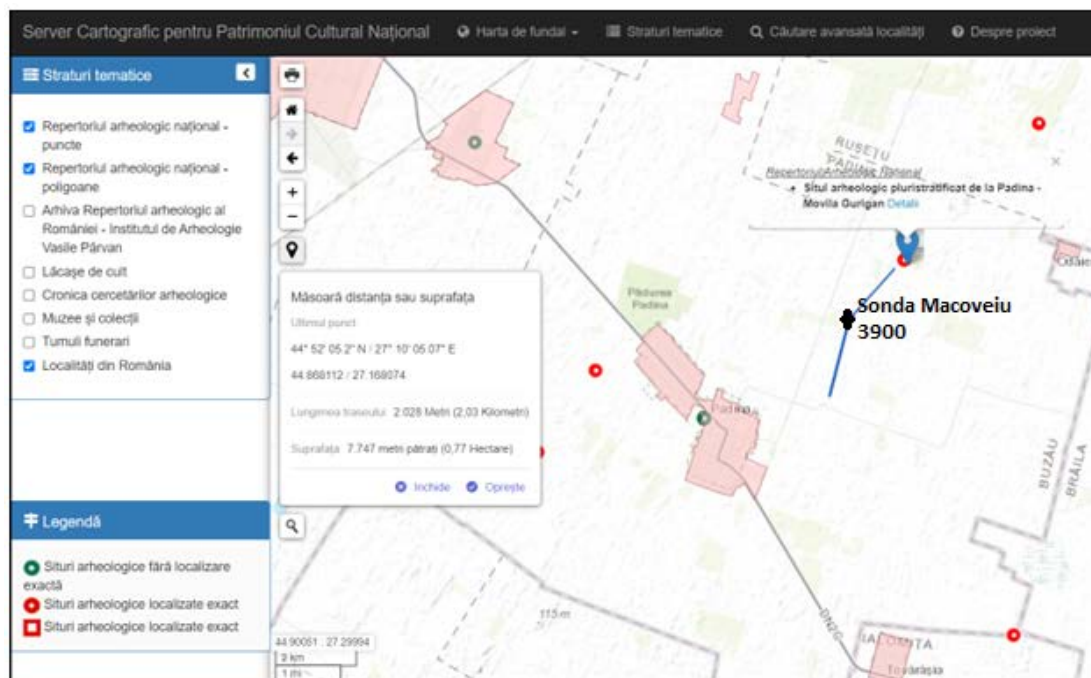 Server Cartografic pentru Patrimoniul Cultural Național
Harta de fundal
Straturi tematice
Căutare avansată localități
Despre proiect
Straturi tematice
Repertoriul arheologic național -
puncte
Repertoriul arheologic național -
poligoane
Arhiva Repertoriul arheologic al
României - Institutul de Arheologie
Vasile Pârvan
Lăcașe de cult
Cronica cercetărilor arheologice
Muzee și colecții
Tumuli funerari
Localități din România
Legendă
Situri arheologice fără localizare
exactă
Situri arheologice localizate exact
Situri arheologice localizate exact
Măsoară distanța sau suprafața
Ultimul punct
44° 52' 05.2" N / 27° 10' 05.07" E
44.868112 / 27.168074
Lungimea traseului 2.028 Metri (2,03 Kilometri)
Suprafață 7.747 metri pătrați (0,77 Hectare)
Închide
Oprește
RUSEȚU
RepertoriulArheologic Național
Situl arheologic pluristratificat de la Padina -
Movila Gurigan Detalii
Pădurea
Padina
Sonda Macoveiu
3900
Padina
BUZĂU
BRĂILA
DN2C
115 m
IALOMIȚA
Tovărășia
44.90051 : 27.29994
2 km
1 mi